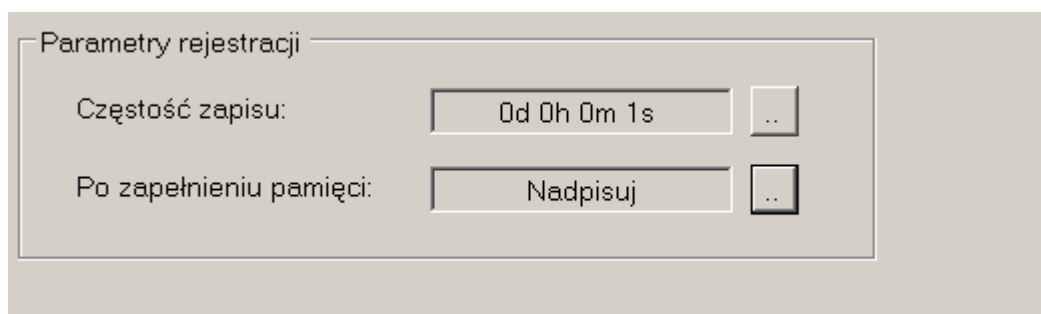 Parametry rejestracji
Częstość zapisu: 0d 0h 0m 1s ..
Po zapełnieniu pamięci: Nadpisuj ..